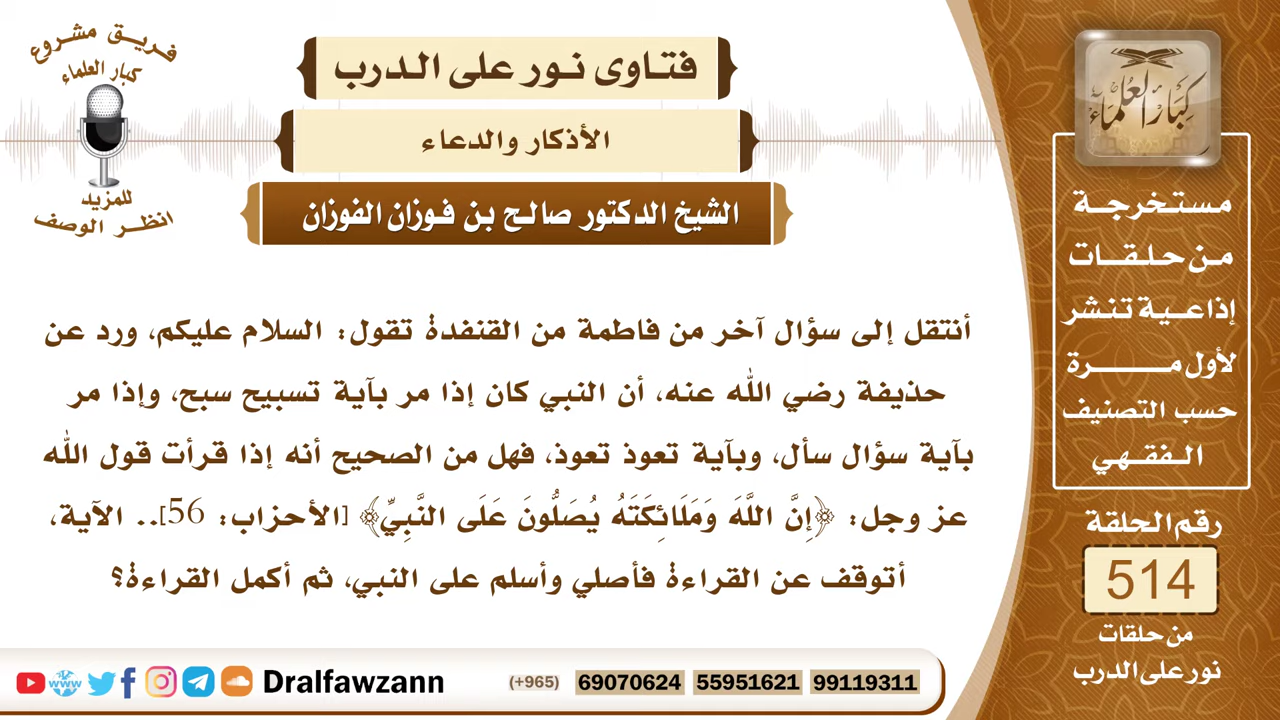 فريق مشروع
كبار العلماء
للمزيد
انظر الوصف
فتاوى نور على الدرب
الأذكار والدعاء
الشيخ الدكتور صالح بن فوزان الفوزان
أنتقل إلى سؤال آخر من فاطمة من القنفدة تقول: السلام عليكم، ورد عن
حذيفة رضي الله عنه، أن النبي كان إذا مر بآية تسبيح سبح، وإذا مر
بآية سؤال سأل، وبآية تعوذ تعوذ، فهل من الصحيح أنه إذا قرأت قول الله
عز وجل: ﴿إِنَّ اللَّهَ وَمَلَائِكَتَهُ يُصَلُّونَ عَلَى النَّبِيِّ﴾ [الأحزاب: 56].. الآية،
أتوقف عن القراءة فأصلي وأسلم على النبي، ثم أكمل القراءة؟
كبار العلماء
مستخرجة
من حلقات
إذاعية تنشر
لأول مرة
حسب التصنيف
الفقهي
رقم الحلقة
514
من حلقات
نور على الدرب
www
Dralfawzann
(+965) 69070624 55951621 99119311